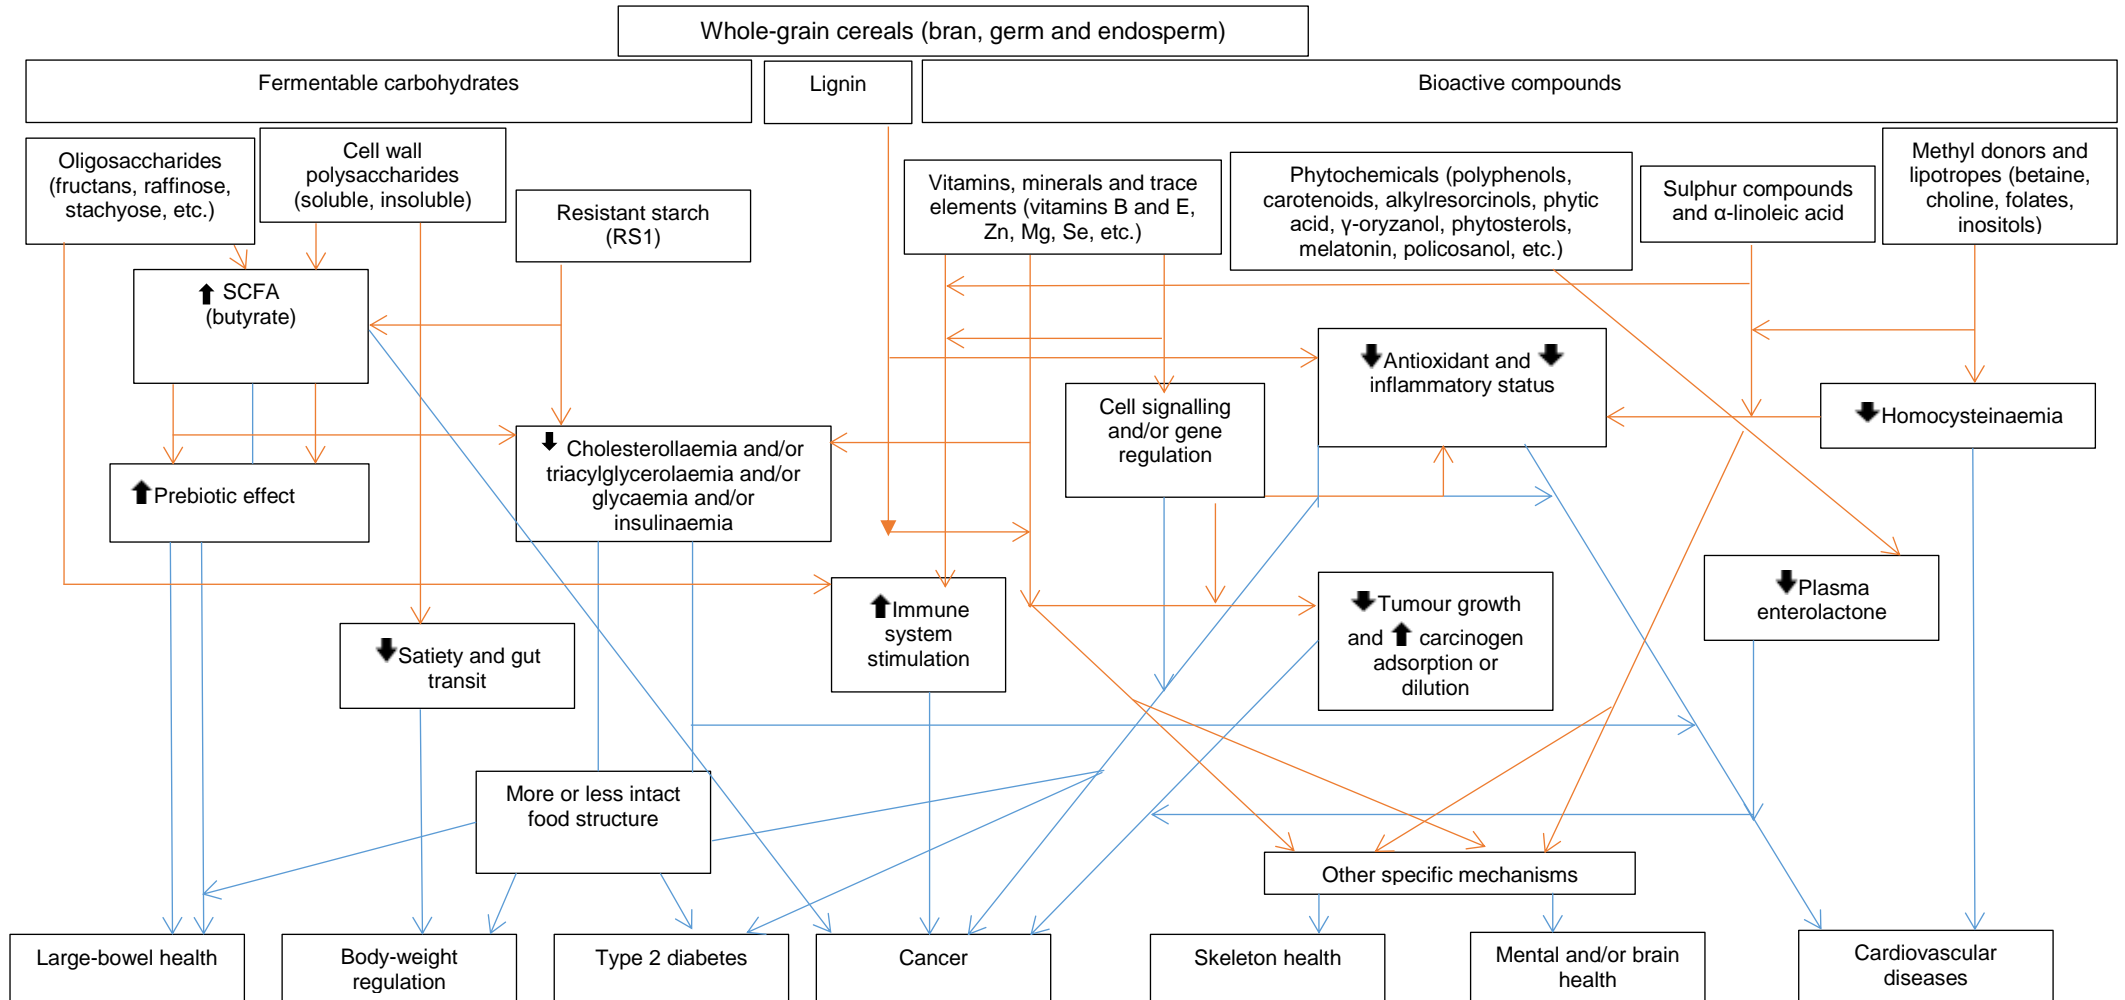 Whole-grain cereals (bran, germ and endosperm)
Fermentable carbohydrates
Lignin
Bioactive compounds
Oligosaccharides
(fructans, raffinose,
stachyose, etc.)
Cell wall
polysaccharides
(soluble, insoluble)
Resistant starch
(RS1)
Vitamins, minerals and trace
elements (vitamins B and E,
Zn, Mg, Se, etc.)
Phytochemicals (polyphenols,
carotenoids, alkylresorcinols, phytic
acid, γ-oryzanol, phytosterols,
melatonin, policosanol, etc.)
Sulphur compounds
and α-linoleic acid
Methyl donors and
lipotropes (betaine,
choline, folates,
inositols)
⬆ SCFA
(butyrate)
⬇Antioxidant and ⬇
inflammatory status
Cell signalling
and/or gene
regulation
⬇Homocysteinaemia
⬇ Cholesterollaemia and/or
triacylglycerolaemia and/or
glycaemia and/or
insulinaemia
⬆Prebiotic effect
⬆Immune
system
stimulation
⬇Tumour growth
and ⬆ carcinogen
adsorption or
dilution
⬇Plasma
enterolactone
⬇Satiety and gut
transit
More or less intact
food structure
Other specific mechanisms
Large-bowel health
Body-weight
regulation
Type 2 diabetes
Cancer
Skeleton health
Mental and/or brain
health
Cardiovascular
diseases